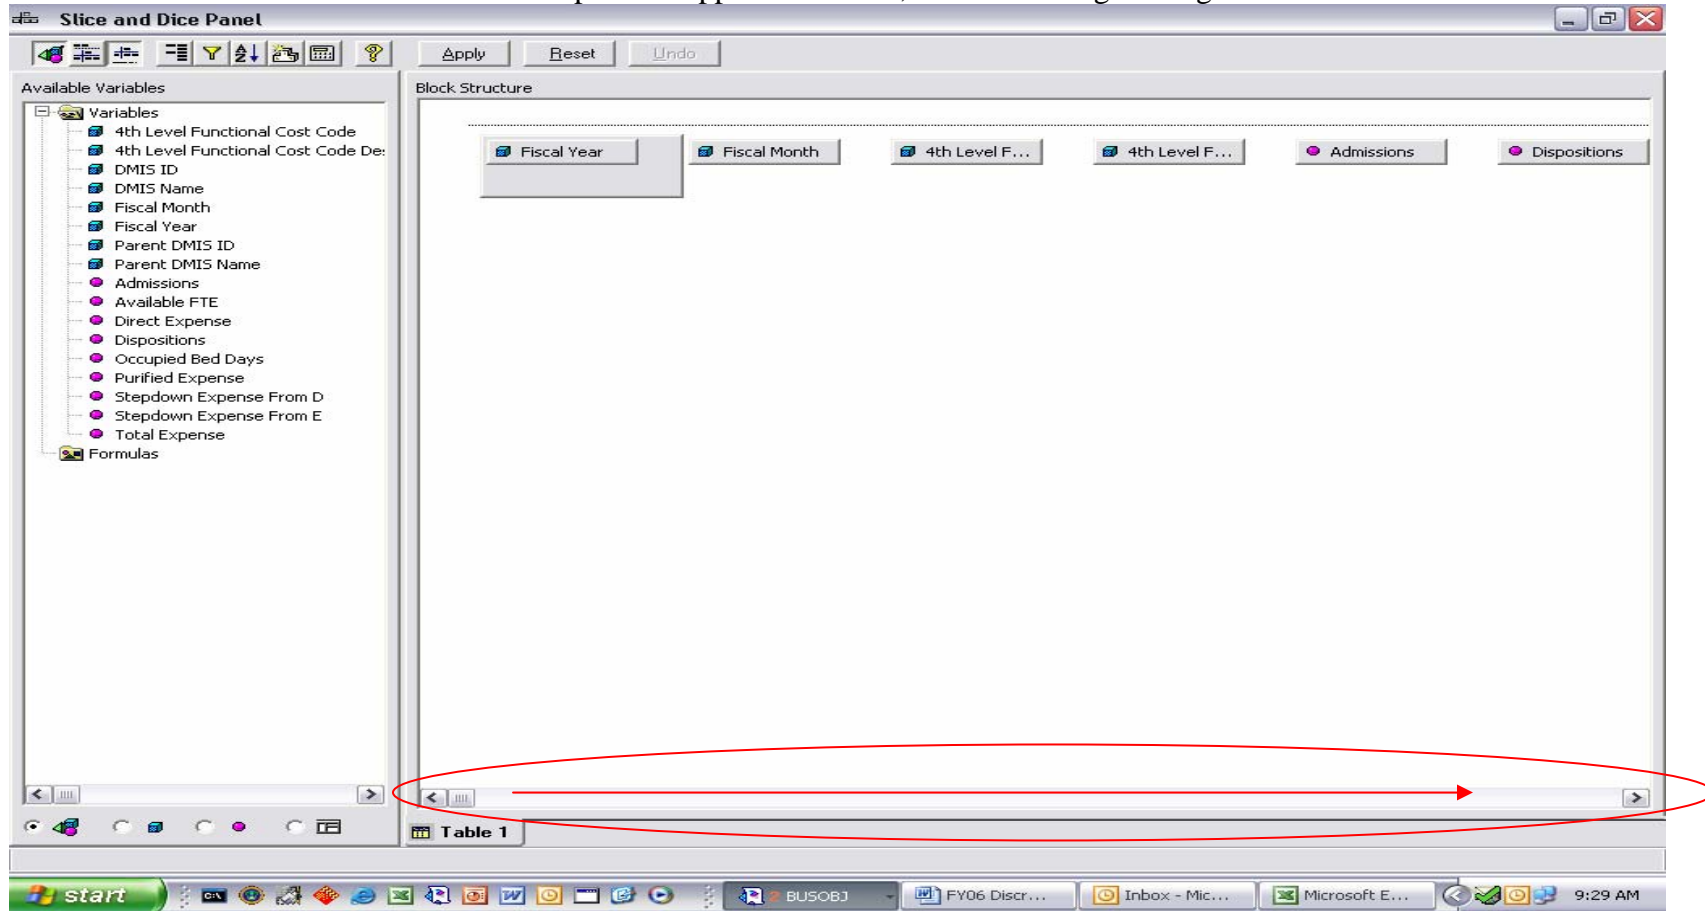 Slice and Dice Panel
Apply Reset Undo
Available Variables
Variables
4th Level Functional Cost Code
4th Level Functional Cost Code De
DMIS ID
DMIS Name
Fiscal Month
Fiscal Year
Parent DMIS ID
Parent DMIS Name
Admissions
Available FTE
Direct Expense
Dispositions
Occupied Bed Days
Purified Expense
Stepdown Expense From D
Stepdown Expense From E
Total Expense
Formulas
Block Structure
Fiscal Year Fiscal Month 4th Level F... 4th Level F... Admissions Dispositions
Table 1
start 2 BUSOBJ FY06 Discr... Inbox - Mic... Microsoft E... 9:29 AM